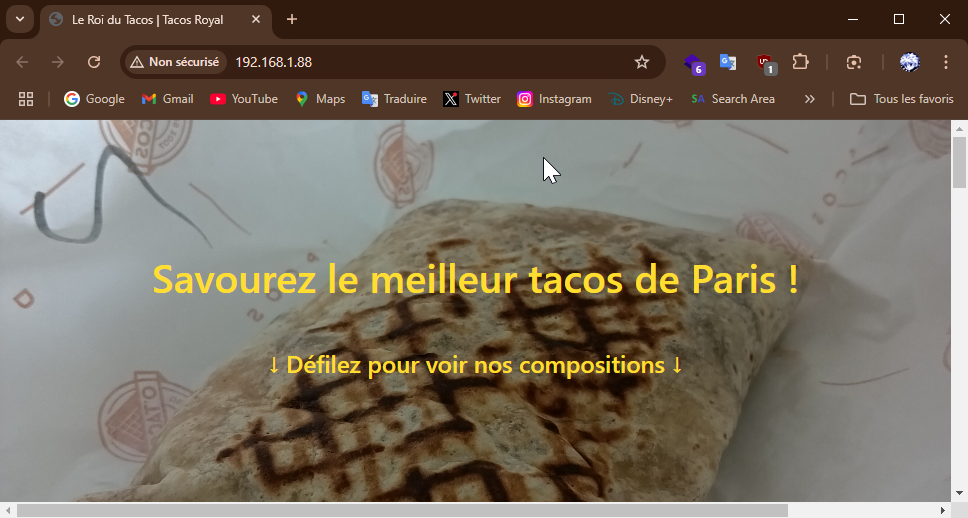 Le Roi du Tacos | Tacos Royal
Non sécurisé
192.168.1.88
6
1
Google
Gmail
YouTube
Maps
Traduire
Twitter
Instagram
Disney+
SA Search Area
Tous les favoris
Savourez le meilleur tacos de Paris !
↓ Défilez pour voir nos compositions ↓